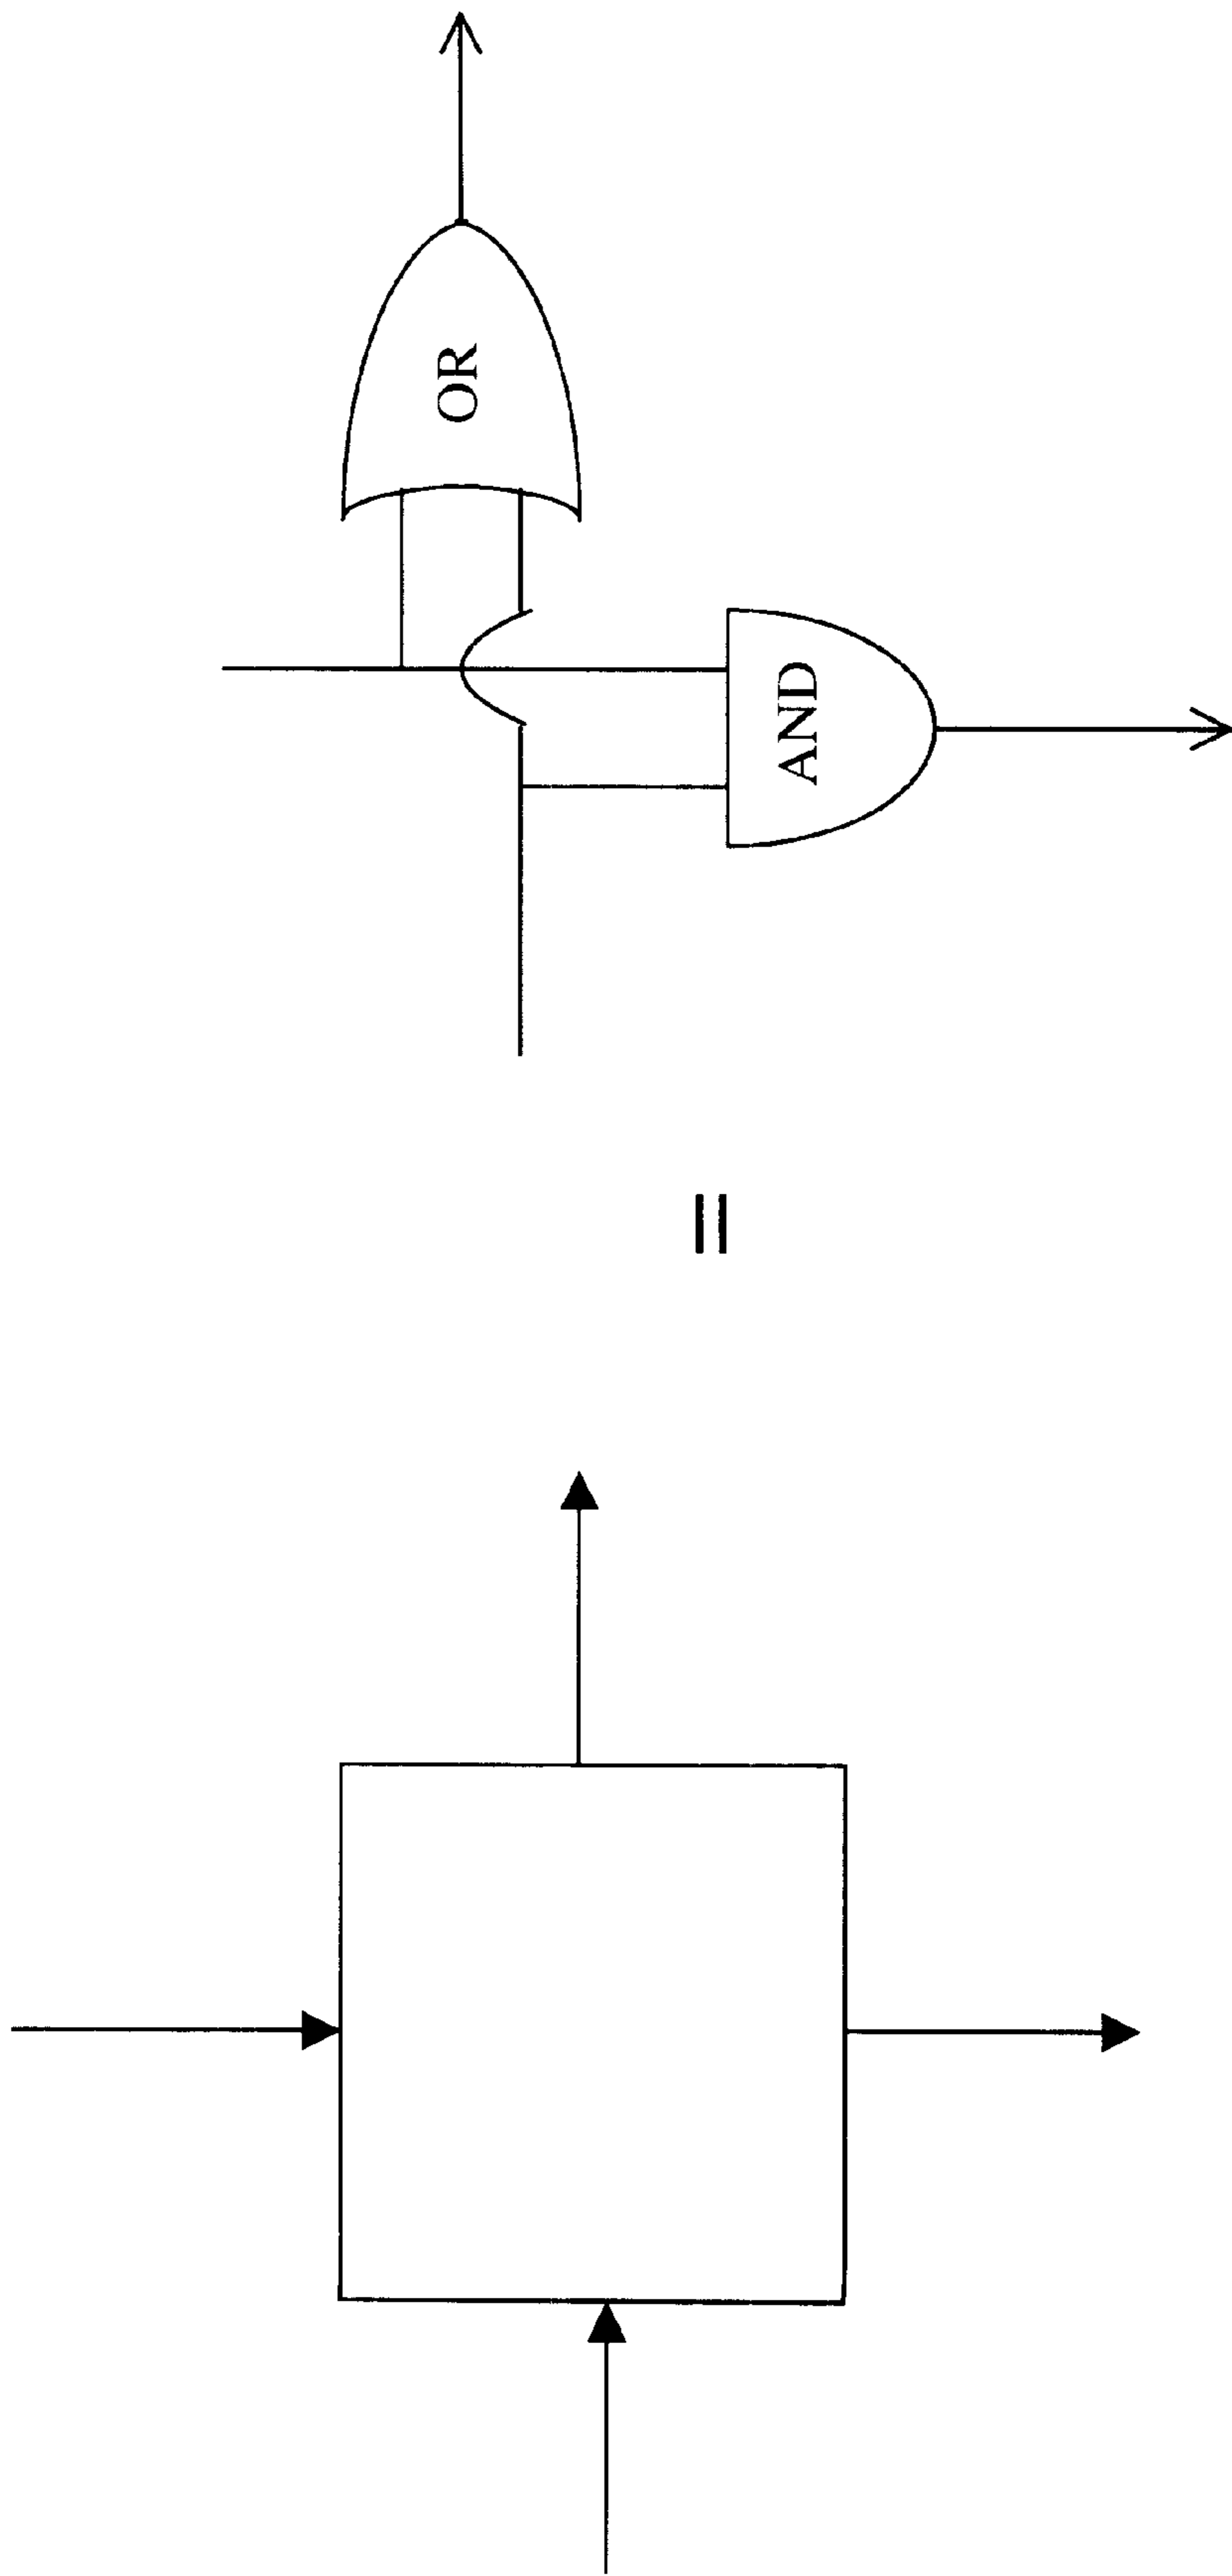 OR
AND
=